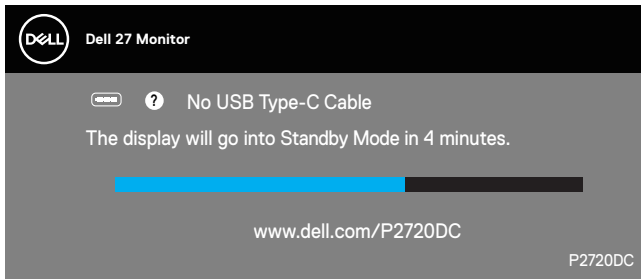 DELL
Dell 27 Monitor
? No USB Type-C Cable
The display will go into Standby Mode in 4 minutes.
www.dell.com/P2720DC
P2720DC